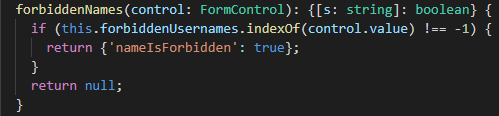 forbiddenNames(control: FormControl): {[s: string]: boolean} {
  if (this.forbiddenUsernames.indexOf(control.value) !== -1) {
    return {'nameIsForbidden': true};
  }
  return null;
}